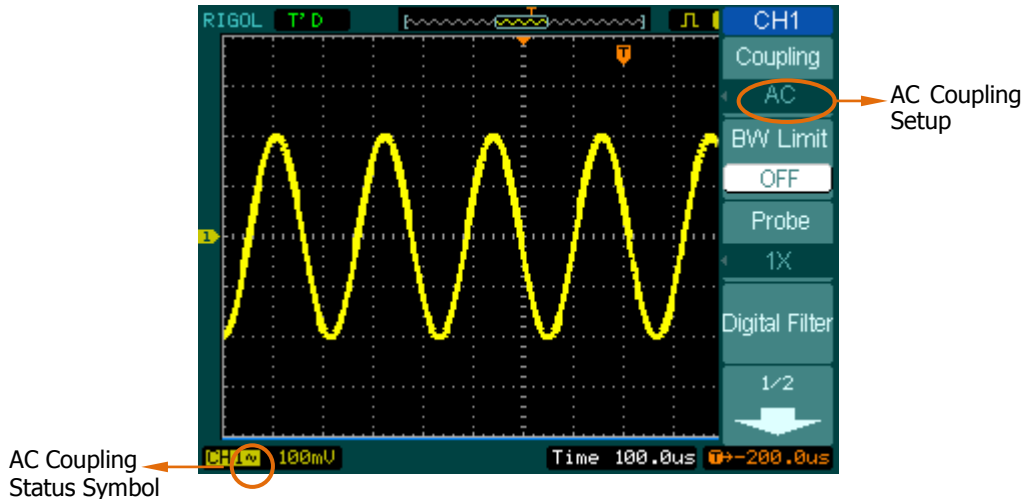 RIGOL T'D T CH1
Coupling
T
AC
AC Coupling
Setup
BW Limit
OFF
Probe
1
1X
Digital Filter
1/2
CH1~ 100mV Time 100.0us T→-200.0us
AC Coupling
Status Symbol